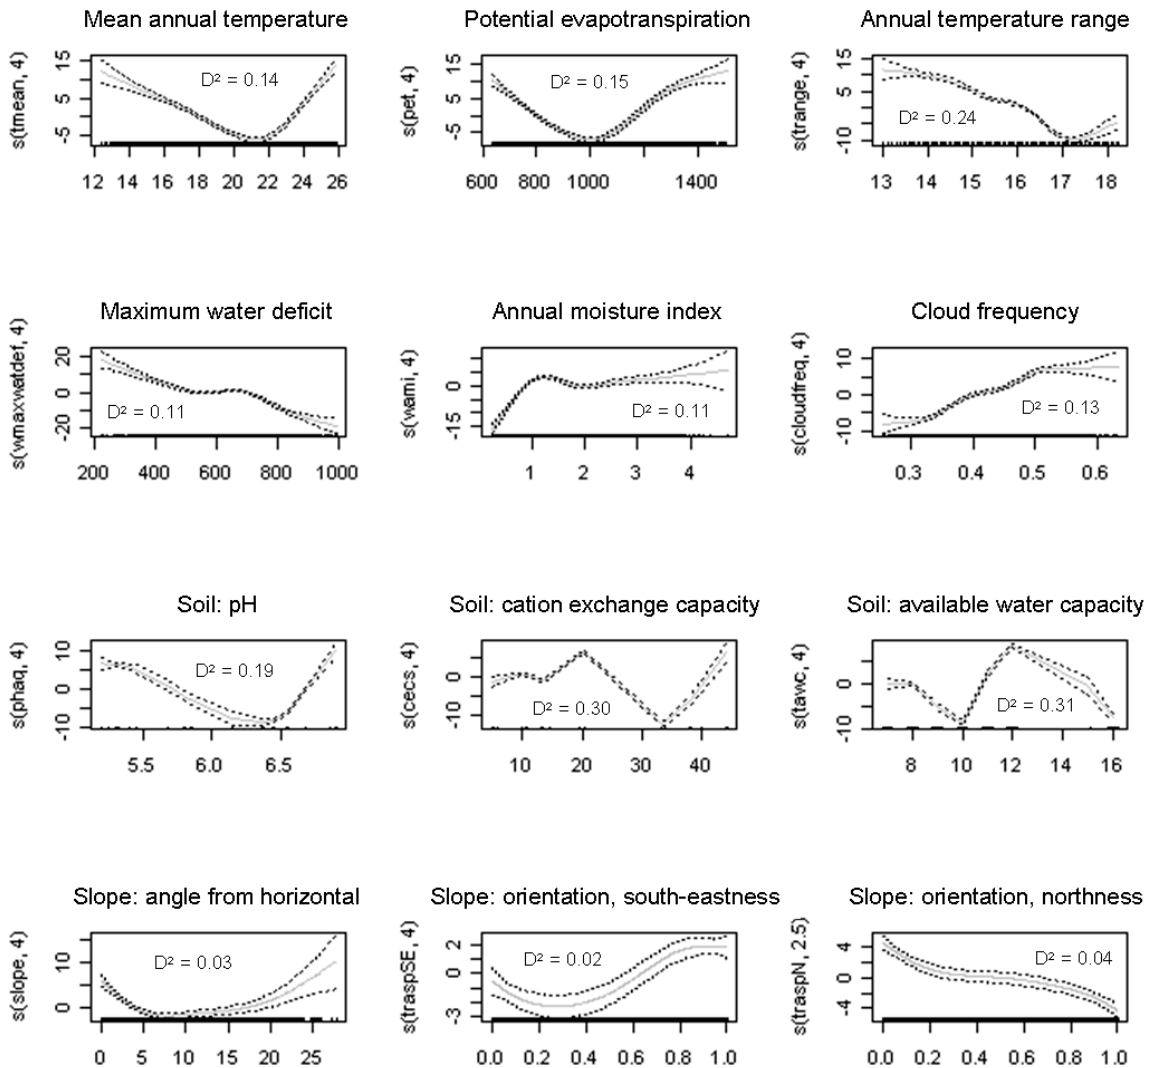 Mean annual temperature
Potential evapotranspiration
Annual temperature range
s(tmean, 4)
15
5
-5
D² = 0.14
12 14 16 18 20 22 24 26
s(pet, 4)
15
5
-5
D² = 0.15
600 1000 1400
s(trange, 4)
15
5
-10
D² = 0.24
13 14 15 16 17 18
Maximum water deficit
Annual moisture index
Cloud frequency
s(wmaxwatdef, 4)
20
0
-20
D² = 0.11
200 400 600 800 1000
s(wami, 4)
0
-15
D² = 0.11
1 2 3 4
s(cloudfreq, 4)
10
0
-10
D² = 0.13
0.3 0.4 0.5 0.6
Soil: pH
Soil: cation exchange capacity
Soil: available water capacity
s(phaq, 4)
10
0
-10
D² = 0.19
5.5 6.0 6.5
s(cecs, 4)
0
-10
D² = 0.30
10 20 30 40
s(tawc, 4)
0
-10
D² = 0.31
8 10 12 14 16
Slope: angle from horizontal
Slope: orientation, south-eastness
Slope: orientation, northness
s(slope, 4)
10
0
D² = 0.03
0 5 10 15 20 25
s(traspSE, 4)
2
0
-3
D² = 0.02
0.0 0.2 0.4 0.6 0.8 1.0
s(traspN, 2.5)
4
0
-4
D² = 0.04
0.0 0.2 0.4 0.6 0.8 1.0